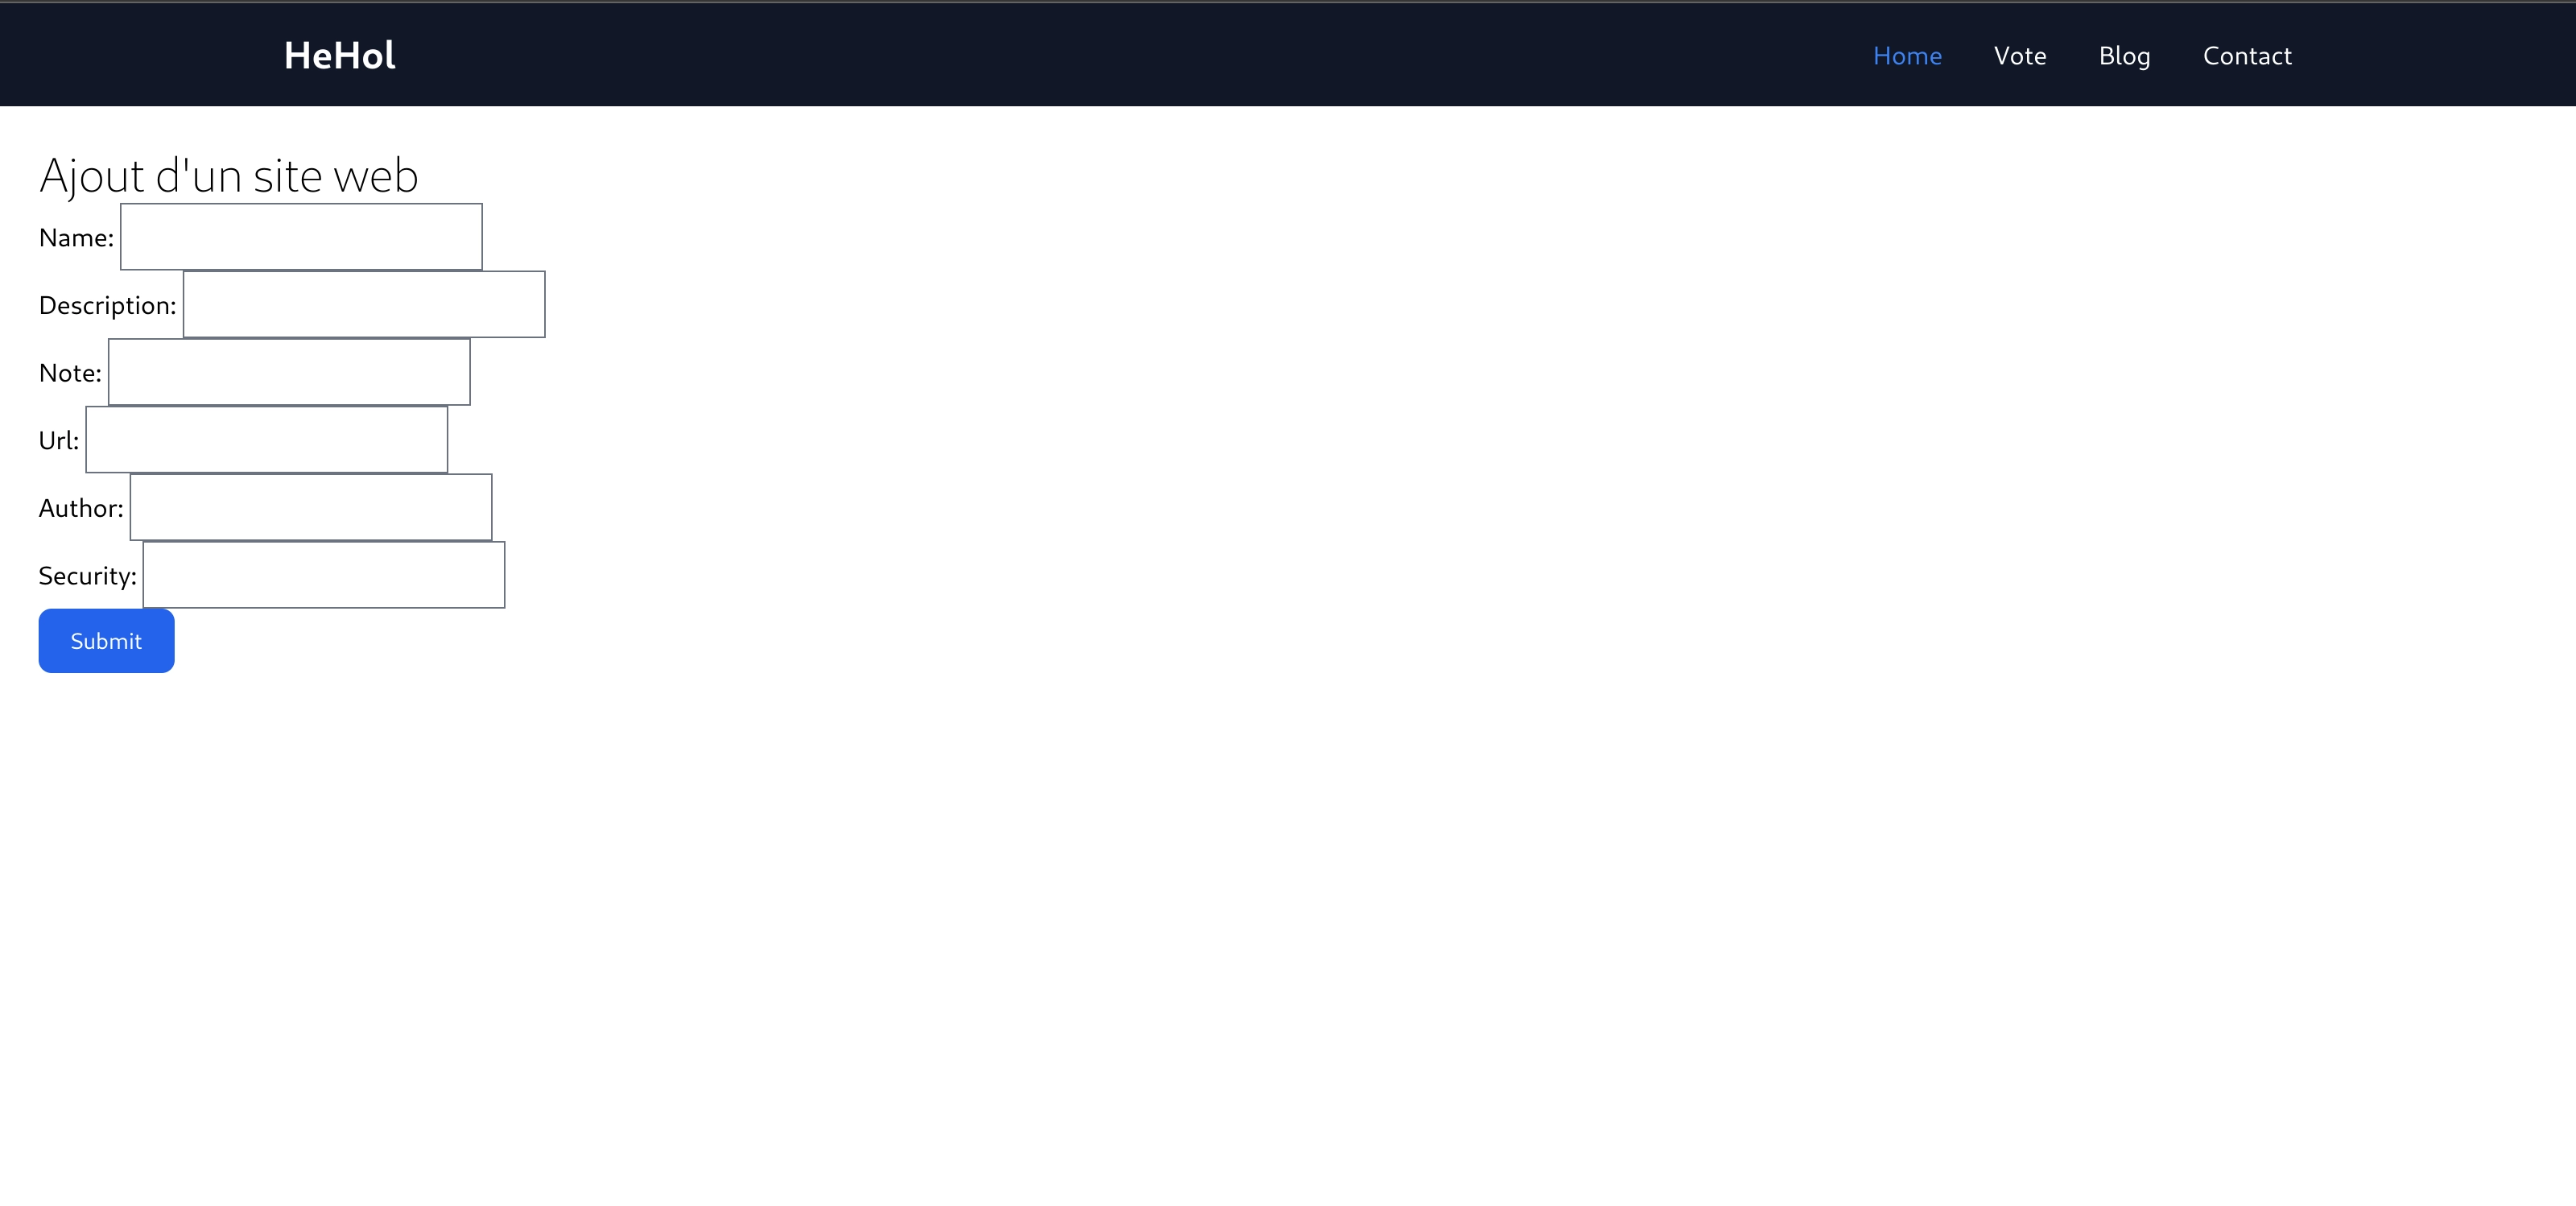 HeHol Home Vote Blog Contact
Ajout d'un site web
Name:
Description:
Note:
Url:
Author:
Security:
Submit